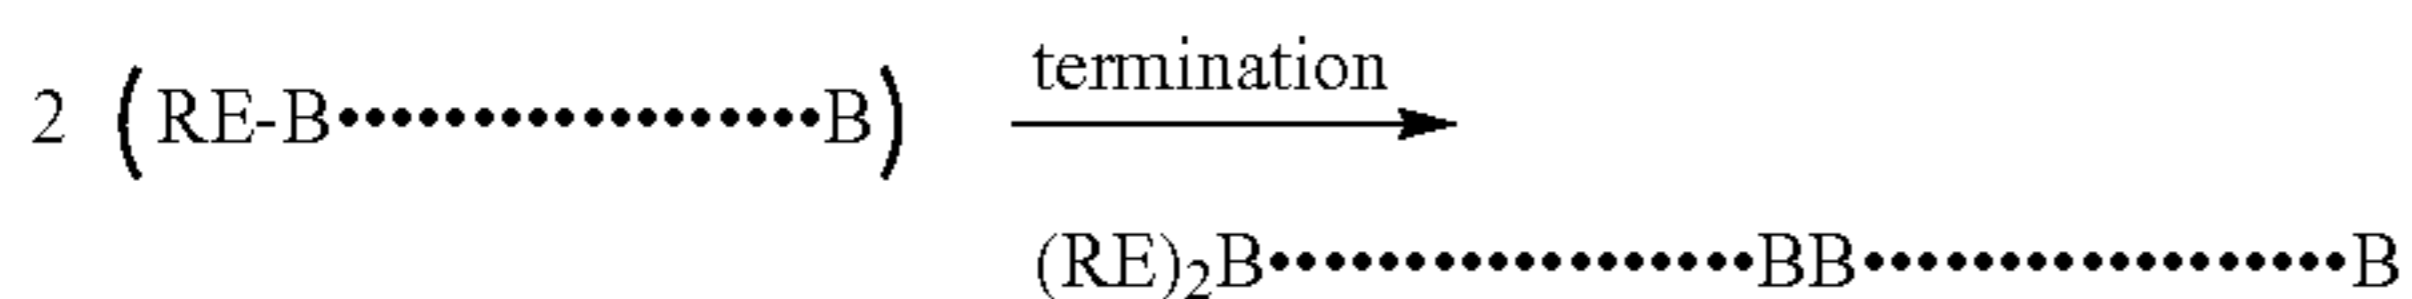 2 (RE-B••••••••••••••••••B) termination
(RE)₂B••••••••••••••••••BB••••••••••••••••••B